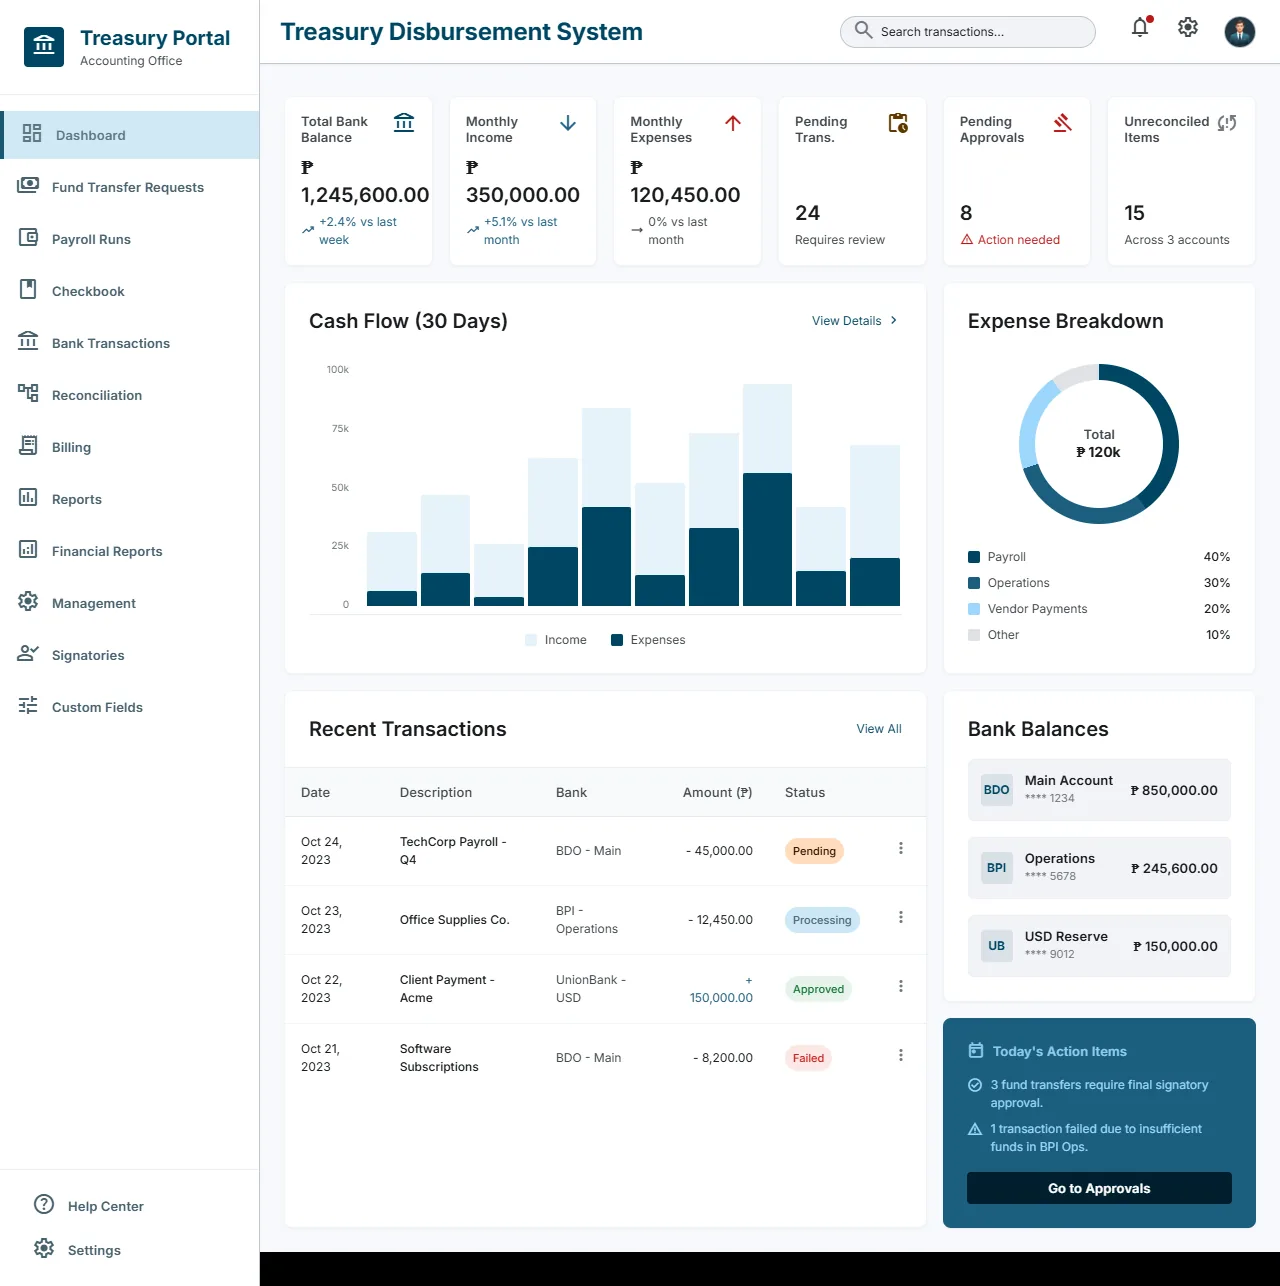 Treasury Portal
Accounting Office
Dashboard
Fund Transfer Requests
Payroll Runs
Checkbook
Bank Transactions
Reconciliation
Billing
Reports
Financial Reports
Management
Signatories
Custom Fields
Help Center
Settings
Treasury Disbursement System
Search transactions...
Total Bank
Balance
₱
1,245,600.00
+2.4% vs last
week
Monthly
Income
₱
350,000.00
+5.1% vs last
month
Monthly
Expenses
₱
120,450.00
0% vs last
month
Pending
Trans.
24
Requires review
Pending
Approvals
8
Action needed
Unreconciled
Items
15
Across 3 accounts
Cash Flow (30 Days)
View Details
100k
75k
50k
25k
0
Income
Expenses
Expense Breakdown
Total
₱ 120k
Payroll 40%
Operations 30%
Vendor Payments 20%
Other 10%
Recent Transactions
View All
Date Description Bank Amount (₱) Status
Oct 24,
2023
TechCorp Payroll -
Q4
BDO - Main
- 45,000.00
Pending
Oct 23,
2023
Office Supplies Co.
BPI -
Operations
- 12,450.00
Processing
Oct 22,
2023
Client Payment -
Acme
UnionBank -
USD
+
150,000.00
Approved
Oct 21,
2023
Software
Subscriptions
BDO - Main
- 8,200.00
Failed
Bank Balances
BDO
Main Account
**** 1234
₱ 850,000.00
BPI
Operations
**** 5678
₱ 245,600.00
UB
USD Reserve
**** 9012
₱ 150,000.00
Today's Action Items
3 fund transfers require final signatory
approval.
1 transaction failed due to insufficient
funds in BPI Ops.
Go to Approvals